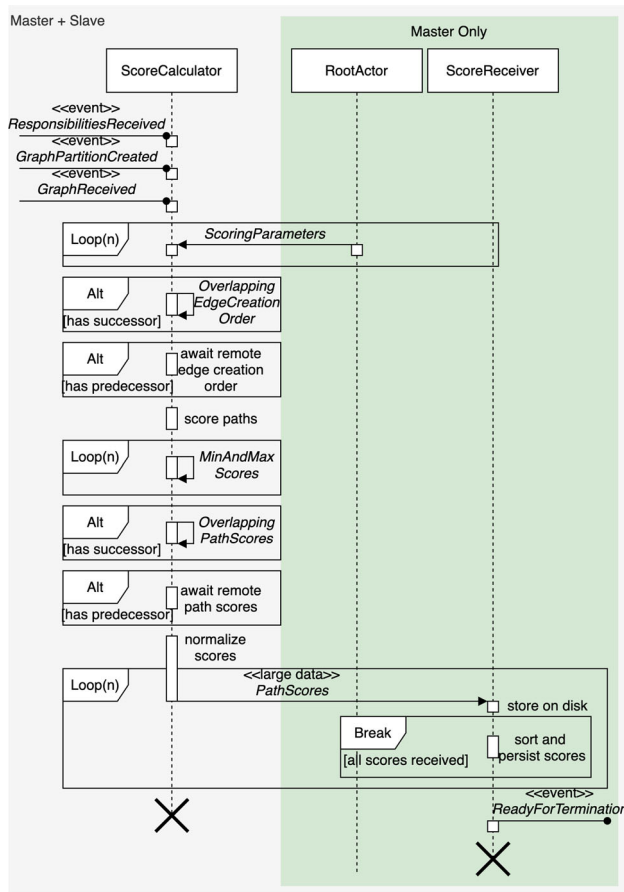 Master + Slave
Master Only
ScoreCalculator
RootActor
ScoreReceiver
<<event>>
ResponsibilitiesReceived
<<event>>
GraphPartitionCreated
<<event>>
GraphReceived
Loop(n)
ScoringParameters
Alt
[has successor]
Overlapping
EdgeCreation
Order
Alt
[has predecessor]
await remote
edge creation
order
score paths
Loop(n)
MinAndMax
Scores
Alt
[has successor]
Overlapping
PathScores
Alt
[has predecessor]
await remote
path scores
normalize
scores
Loop(n)
<<large data>>
PathScores
store on disk
Break
[all scores received]
sort and
persist scores
<<event>>
ReadyForTermination